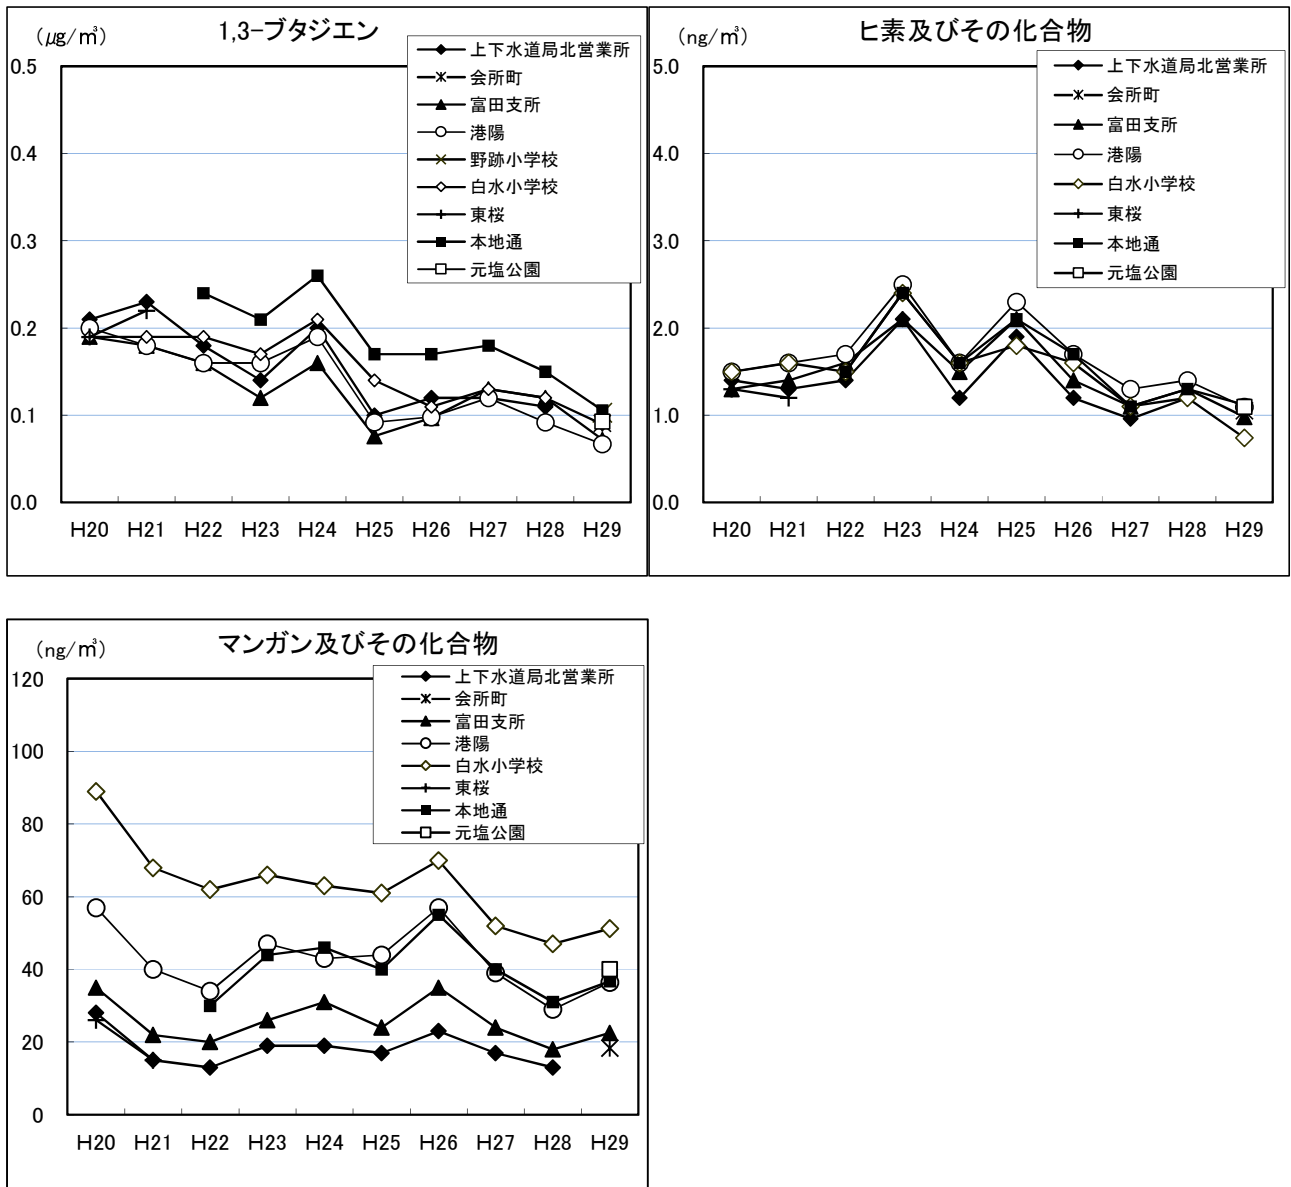 1,3-ブタジエン
(μg/㎥)
0.5
0.4
0.3
0.2
0.1
0.0
上下水道局北営業所
会所町
富田支所
港陽
野跡小学校
白水小学校
東桜
本地通
元塩公園
H20 H21 H22 H23 H24 H25 H26 H27 H28 H29
ヒ素及びその化合物
(ng/㎥)
5.0
4.0
3.0
2.0
1.0
0.0
上下水道局北営業所
会所町
富田支所
港陽
白水小学校
東桜
本地通
元塩公園
H20 H21 H22 H23 H24 H25 H26 H27 H28 H29
マンガン及びその化合物
(ng/㎥)
120
100
80
60
40
20
0
上下水道局北営業所
会所町
富田支所
港陽
白水小学校
東桜
本地通
元塩公園
H20 H21 H22 H23 H24 H25 H26 H27 H28 H29